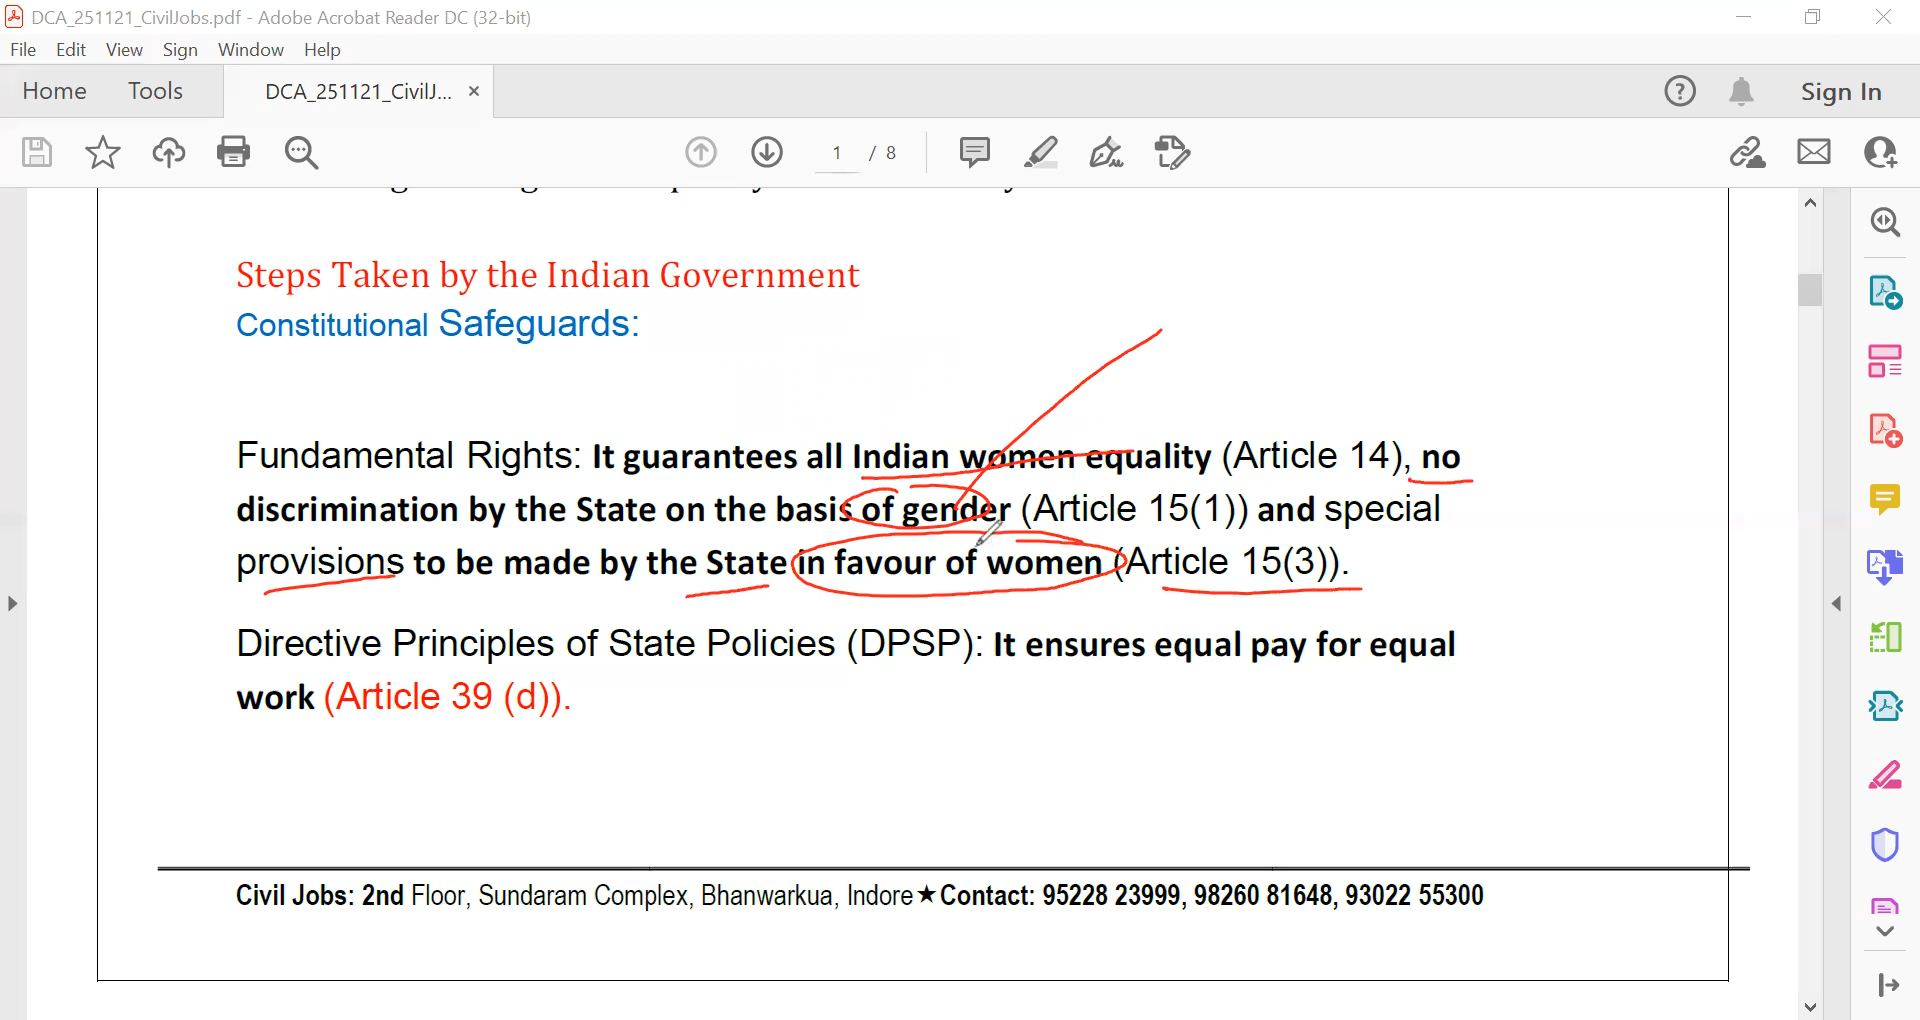 DCA_251121_CivilJobs.pdf - Adobe Acrobat Reader DC (32-bit)
File Edit View Sign Window Help
Home Tools DCA_251121_CivilJ... × Sign In
1 / 8
Steps Taken by the Indian Government
Constitutional Safeguards:
Fundamental Rights: It guarantees all Indian women equality (Article 14), no
discrimination by the State on the basis of gender (Article 15(1)) and special
provisions to be made by the State in favour of women (Article 15(3)).
Directive Principles of State Policies (DPSP): It ensures equal pay for equal
work (Article 39 (d)).
Civil Jobs: 2nd Floor, Sundaram Complex, Bhanwarkua, Indore★Contact: 95228 23999, 98260 81648, 93022 55300